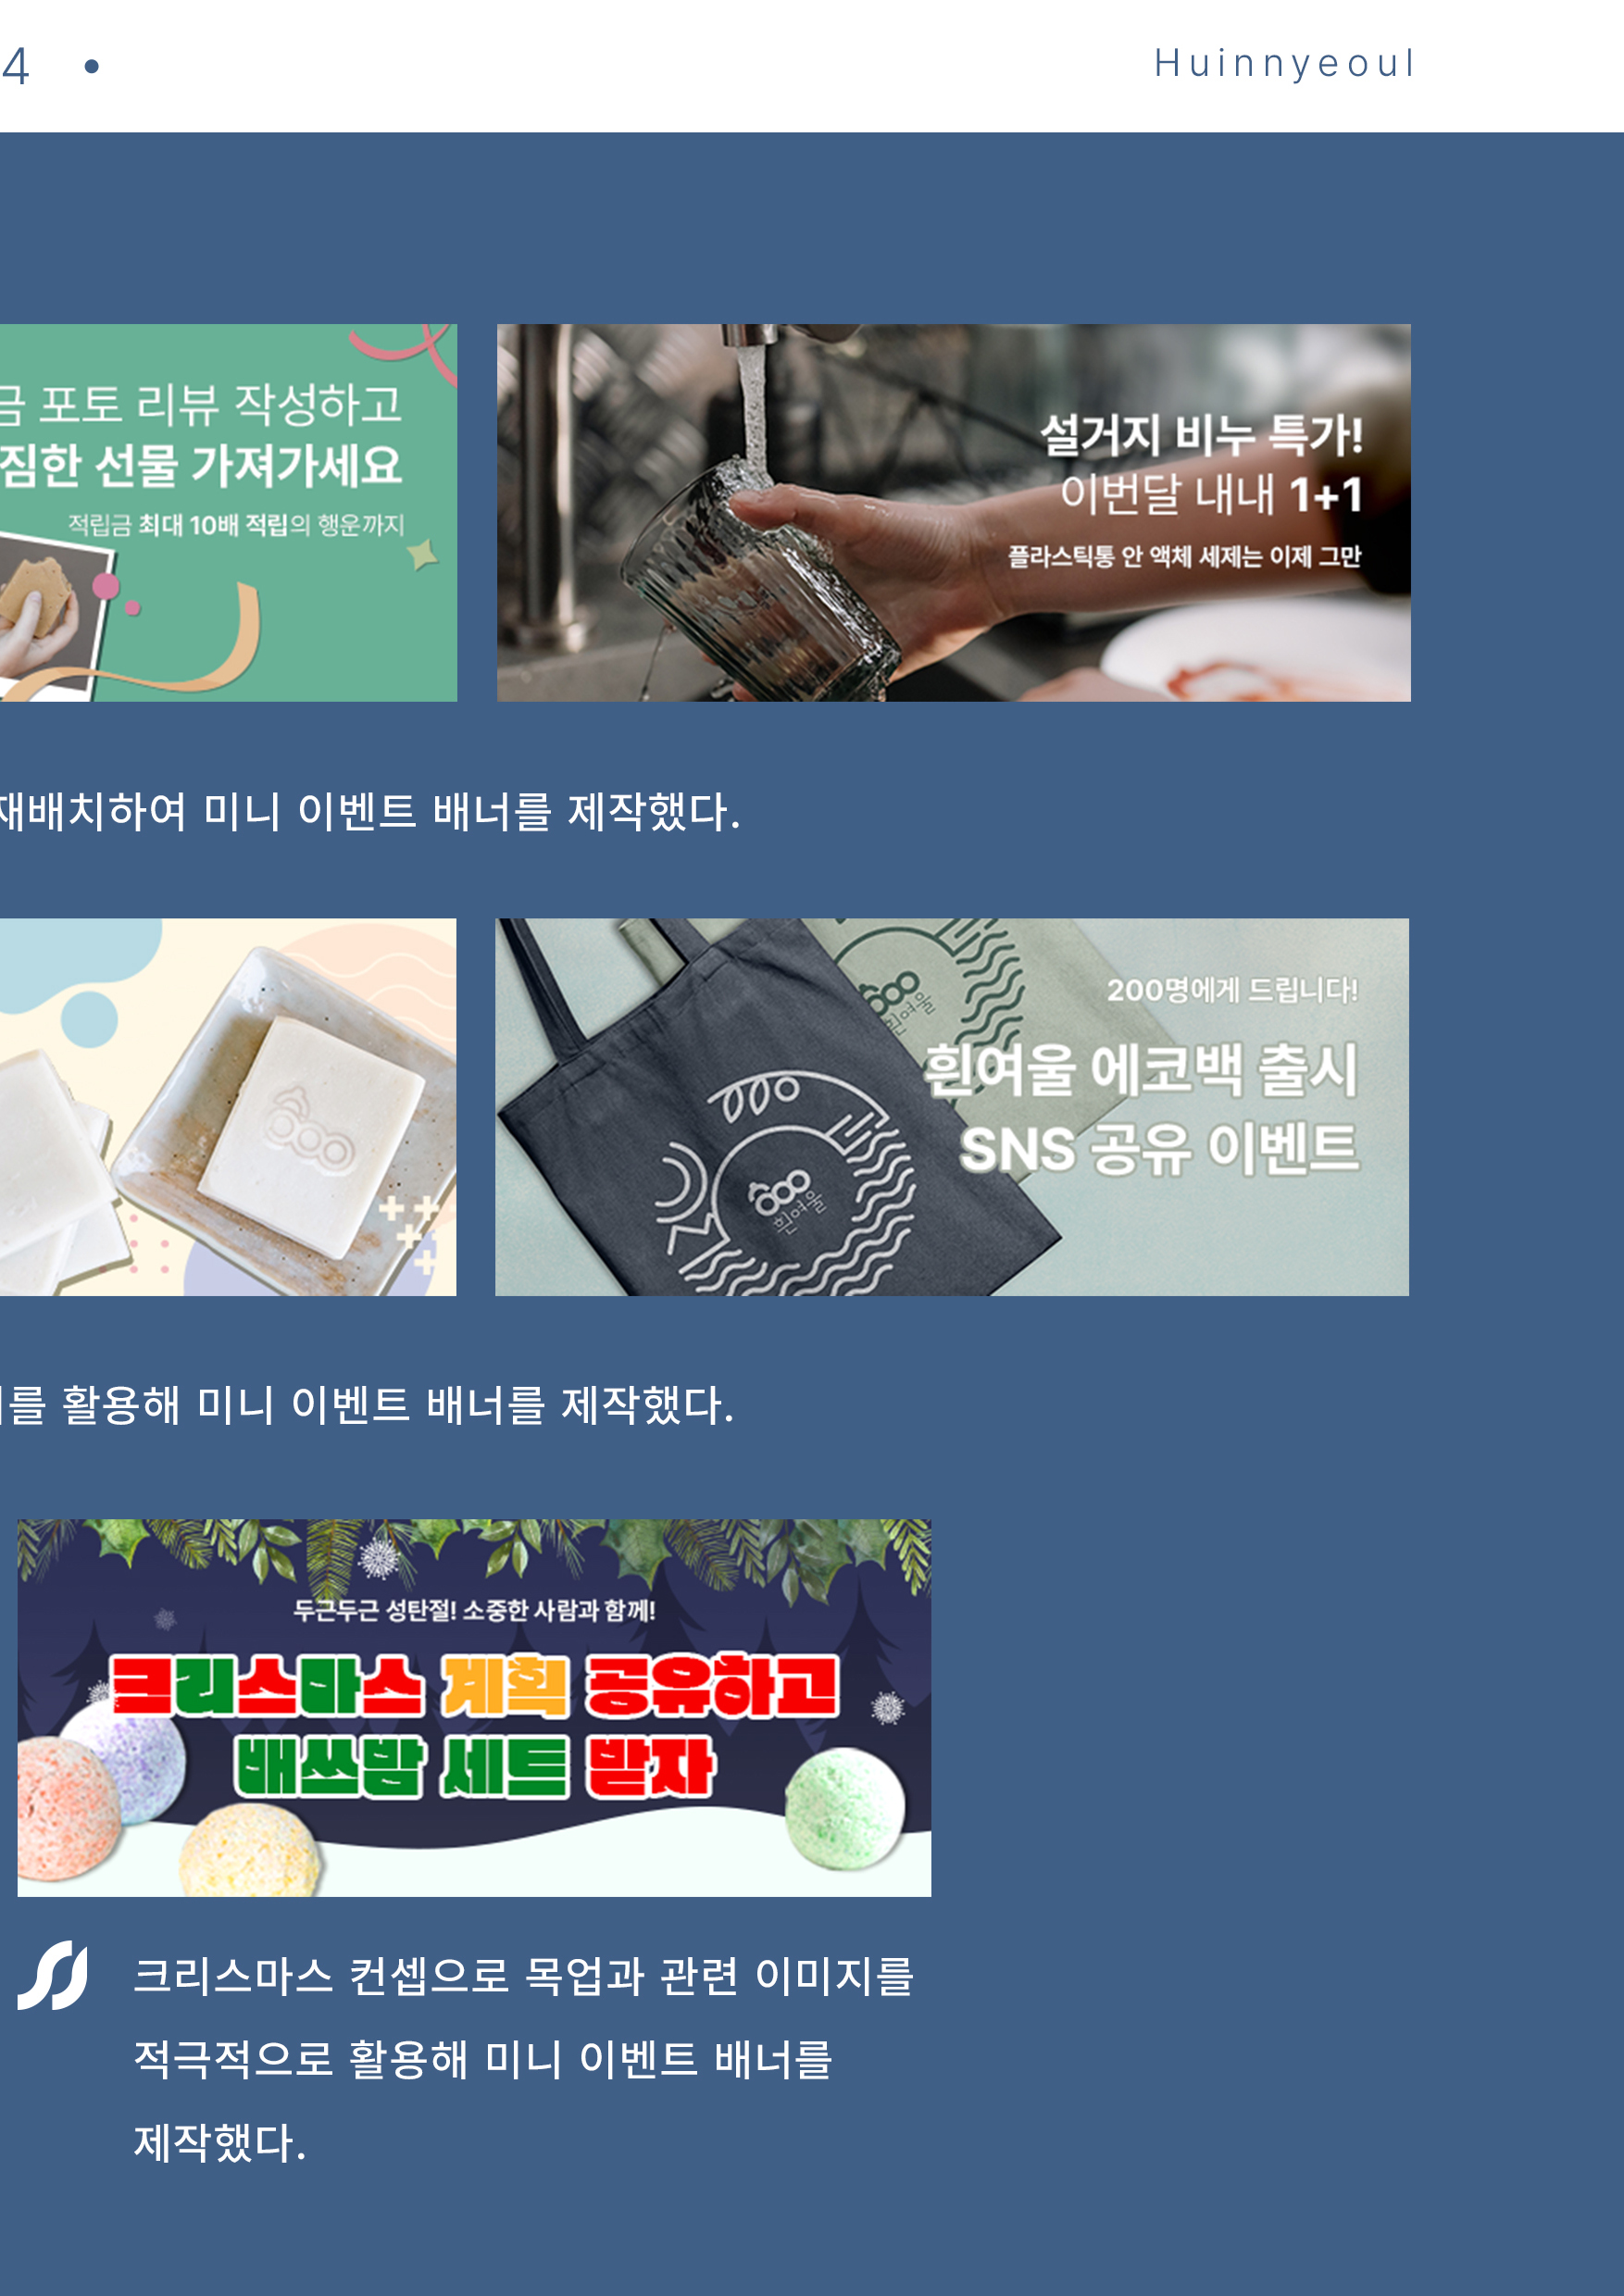 4 •
Huinnyeoul
금 포토 리뷰 작성하고
짐한 선물 가져가세요
적립금 최대 10배 적립의 행운까지
설거지 비누 특가!
이번달 내내 1+1
플라스틱통 안 액체 세제는 이제 그만
재배치하여 미니 이벤트 배너를 제작했다.
흰여울
흰여울
200명에게 드립니다!
흰여울 에코백 출시
SNS 공유 이벤트
를 활용해 미니 이벤트 배너를 제작했다.
두근두근 성탄절! 소중한 사람과 함께!
크리스마스 계획 공유하고
배쓰밤 세트 받자
크리스마스 컨셉으로 목업과 관련 이미지를
적극적으로 활용해 미니 이벤트 배너를
제작했다.